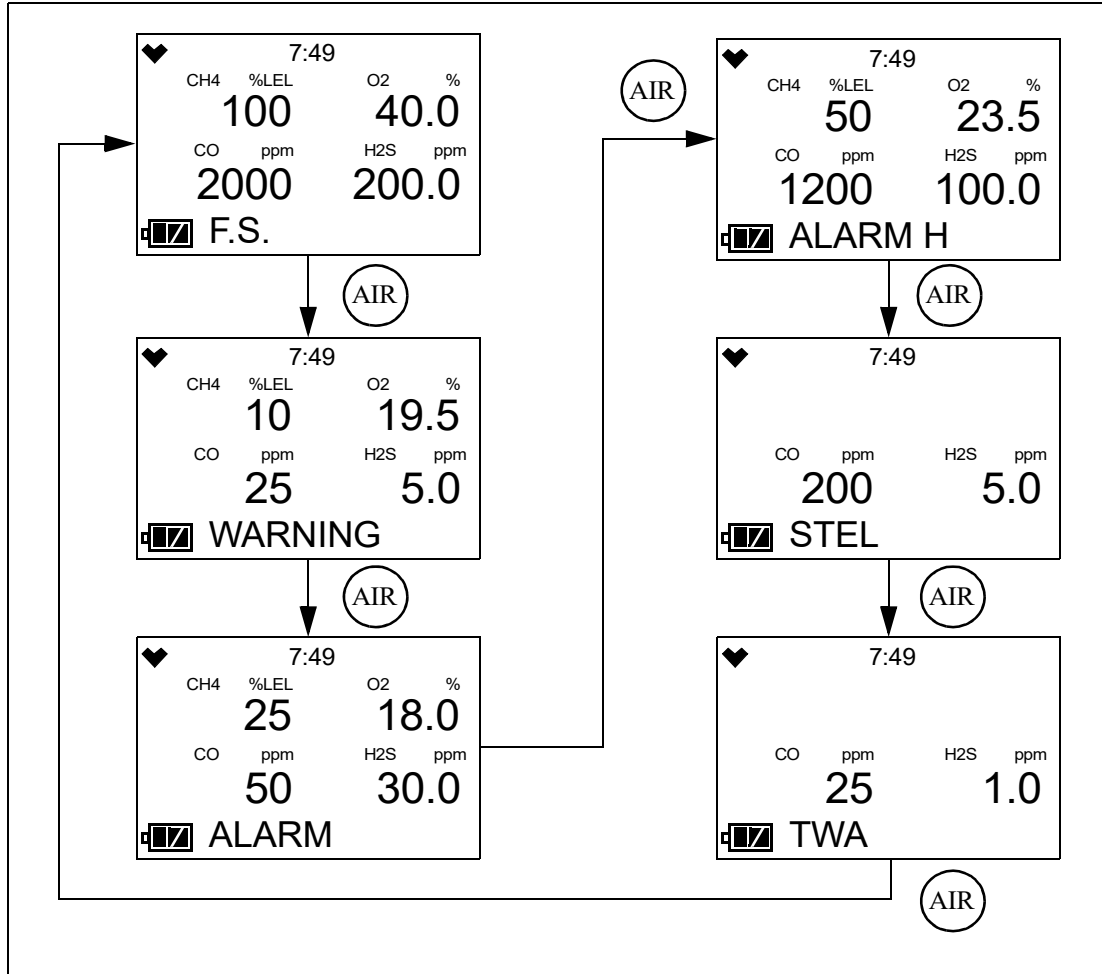 7:49
CH4 %LEL O2 %
100 40.0
CO ppm H2S ppm
2000 200.0
F.S.
AIR
7:49
CH4 %LEL O2 %
10 19.5
CO ppm H2S ppm
25 5.0
WARNING
AIR
7:49
CH4 %LEL O2 %
25 18.0
CO ppm H2S ppm
50 30.0
ALARM
AIR
7:49
CH4 %LEL O2 %
50 23.5
CO ppm H2S ppm
1200 100.0
ALARM H
AIR
7:49
CO ppm H2S ppm
200 5.0
STEL
AIR
7:49
CO ppm H2S ppm
25 1.0
TWA
AIR